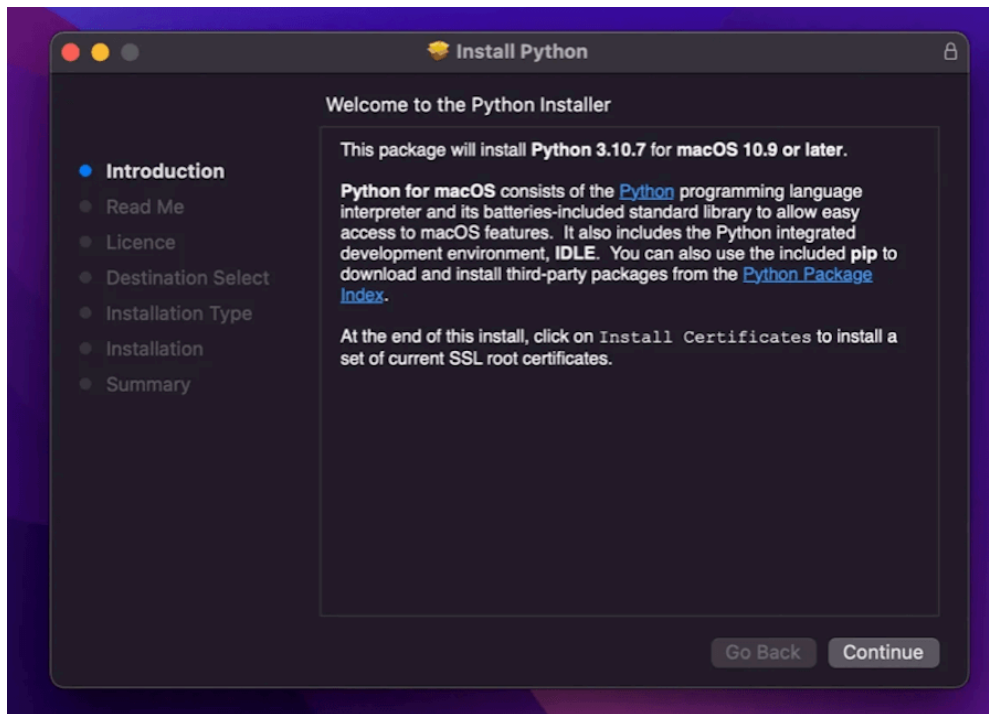 Install Python
Welcome to the Python Installer
Introduction
Read Me
Licence
Destination Select
Installation Type
Installation
Summary
This package will install Python 3.10.7 for macOS 10.9 or later.
Python for macOS consists of the Python programming language
interpreter and its batteries-included standard library to allow easy
access to macOS features.  It also includes the Python integrated
development environment, IDLE.  You can also use the included pip to
download and install third-party packages from the Python Package
Index.
At the end of this install, click on Install Certificates to install a
set of current SSL root certificates.
Go Back
Continue